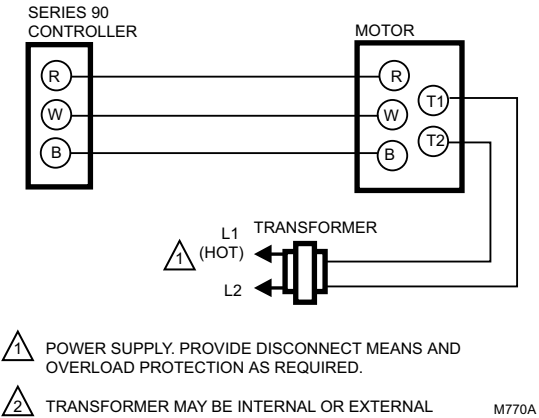 SERIES 90
CONTROLLER
MOTOR
R
R
T1
W
W
T2
B
B
L1
TRANSFORMER
1
(HOT)
L2
1
POWER SUPPLY. PROVIDE DISCONNECT MEANS AND
OVERLOAD PROTECTION AS REQUIRED.
2
TRANSFORMER MAY BE INTERNAL OR EXTERNAL
M770A